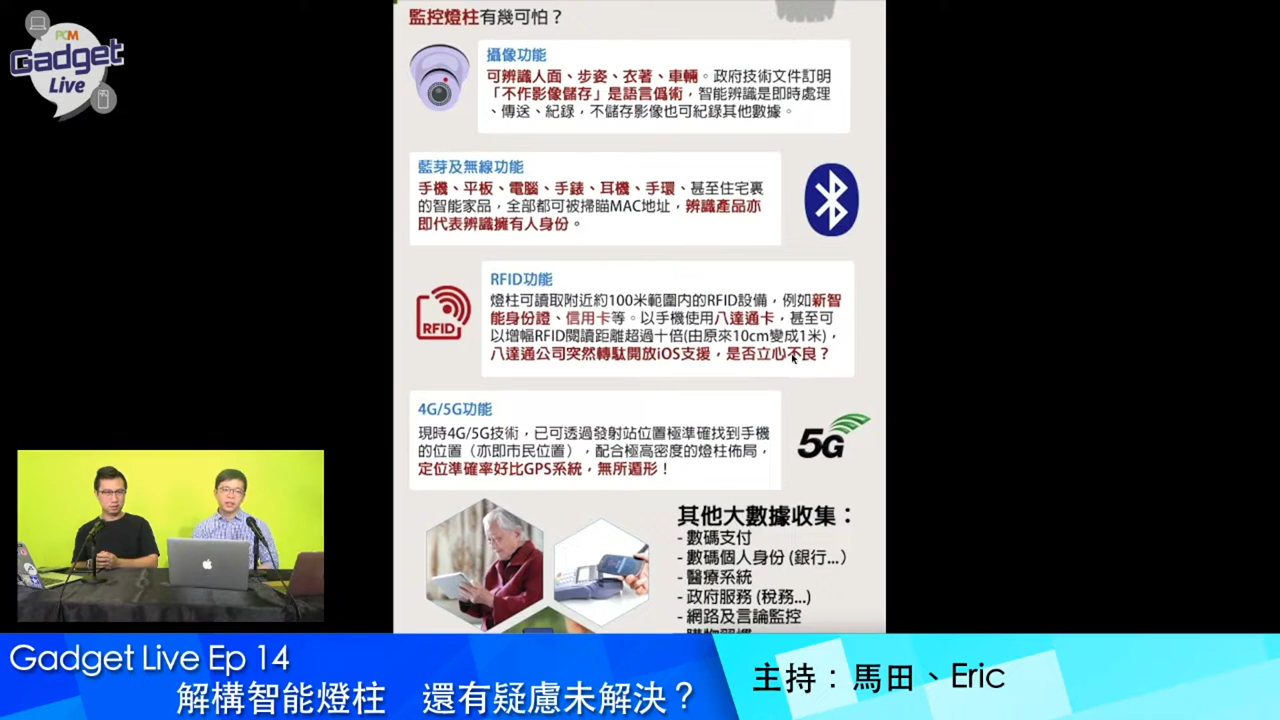 PCM
Gadget
Live
監控燈柱有幾可怕？
攝像功能
可辨識人面、步姿、衣著、車輛。政府技術文件訂明
「不作影像儲存」是語言僞術，智能辨識是即時處理
、傳送、紀錄，不儲存影像也可紀錄其他數據。
藍芽及無線功能
手機、平板、電腦、手錶、耳機、手環、甚至住宅裏
的智能家品，全部都可被掃瞄MAC地址，辨識產品亦
即代表辨識擁有人身份。
RFID功能
RFID
燈柱可讀取附近約100米範圍内的RFID設備，例如新智
能身份證、信用卡等。以手機使用八達通卡，甚至可
以增幅RFID閱讀距離超過十倍(由原來10cm變成1米)，
八達通公司突然轉軚開放iOS支援，是否立心不良？
4G/5G功能
現時4G/5G技術，已可透過發射站位置極準確找到手機
的位置（亦即市民位置），配合極高密度的燈柱佈局，
定位準確率好比GPS系統，無所遁形！
5G
其他大數據收集：
- 數碼支付
- 數碼個人身份 (銀行...）
- 醫療系統
- 政府服務 (稅務...)
- 網路及言論監控
Gadget Live Ep 14
解構智能燈柱　還有疑慮未解決？
主持：馬田、Eric